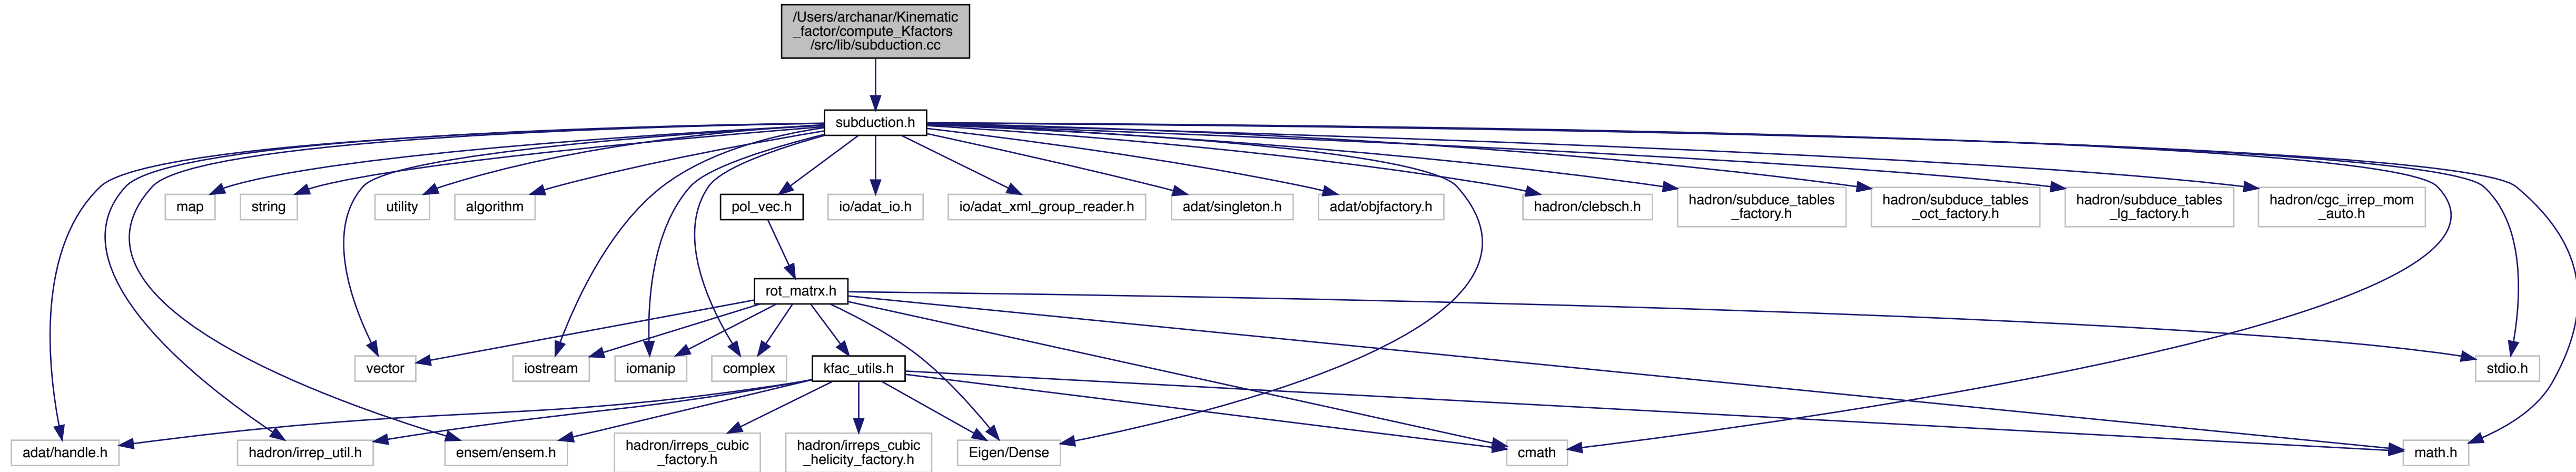 /Users/archanar/Kinematic
_factor/compute_Kfactors
/src/lib/subduction.cc
subduction.h
map
string
utility
algorithm
pol_vec.h
io/adat_io.h
io/adat_xml_group_reader.h
adat/singleton.h
adat/objfactory.h
hadron/clebsch.h
hadron/subduce_tables
_factory.h
hadron/subduce_tables
_oct_factory.h
hadron/subduce_tables
_lg_factory.h
hadron/cgc_irrep_mom
_auto.h
rot_matrx.h
vector
iostream
iomanip
complex
kfac_utils.h
stdio.h
adat/handle.h
hadron/irrep_util.h
ensem/ensem.h
hadron/irreps_cubic
_factory.h
hadron/irreps_cubic
_helicity_factory.h
Eigen/Dense
cmath
math.h